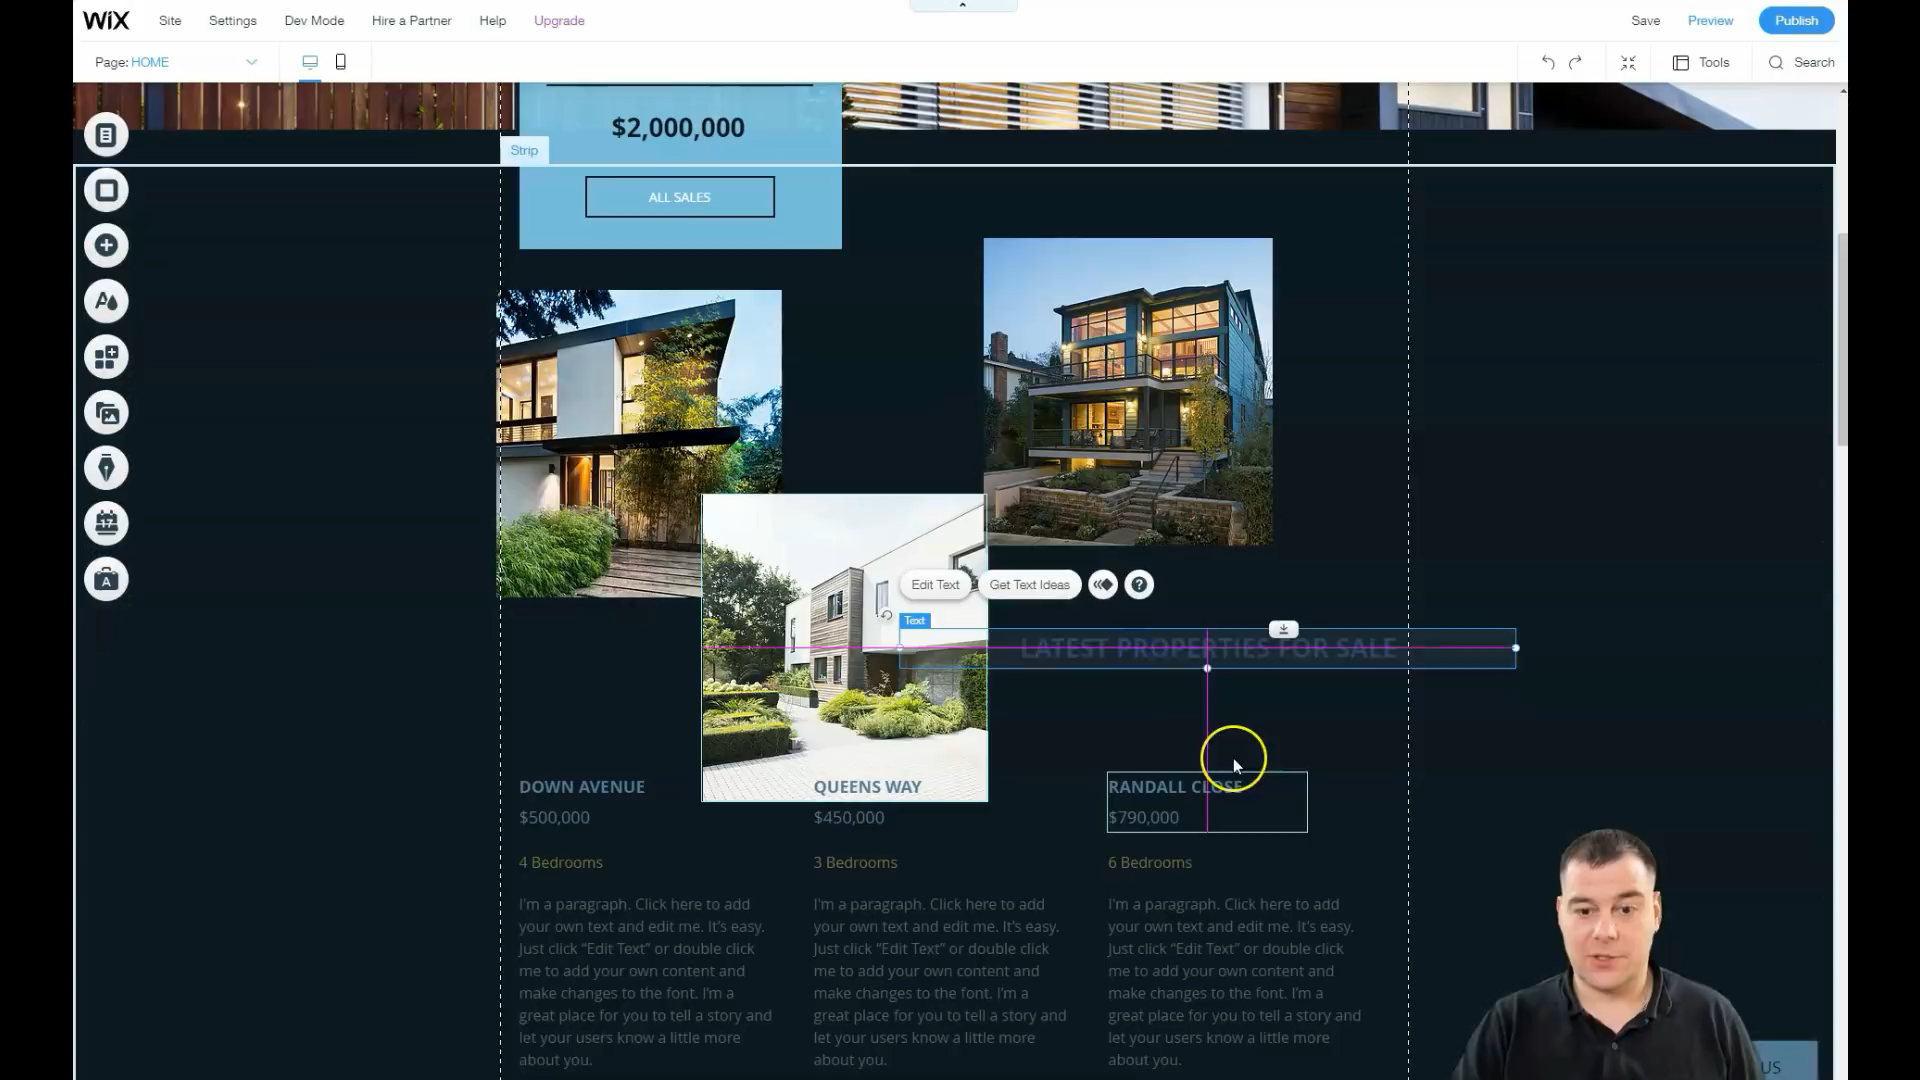 WiX
Site
Settings
Dev Mode
Hire a Partner
Help
Upgrade
Save
Preview
Publish
Page: HOME
Tools
Search
$2,000,000
Strip
ALL SALES
17
A
Edit Text
Get Text Ideas
?
Text
LATEST PROPERTIES FOR SALE
DOWN AVENUE
$500,000
4 Bedrooms
I'm a paragraph. Click here to add
your own text and edit me. It's easy.
Just click “Edit Text” or double click
me to add your own content and
make changes to the font. I'm a
great place for you to tell a story and
let your users know a little more
about you.
QUEENS WAY
$450,000
3 Bedrooms
I'm a paragraph. Click here to add
your own text and edit me. It's easy.
Just click “Edit Text” or double click
me to add your own content and
make changes to the font. I'm a
great place for you to tell a story and
let your users know a little more
about you.
RANDALL CLOSE
$790,000
6 Bedrooms
I'm a paragraph. Click here to add
your own text and edit me. It's easy.
Just click “Edit Text” or double click
me to add your own content and
make changes to the font. I'm a
great place for you to tell a story and
let your users know a little more
about you.
US